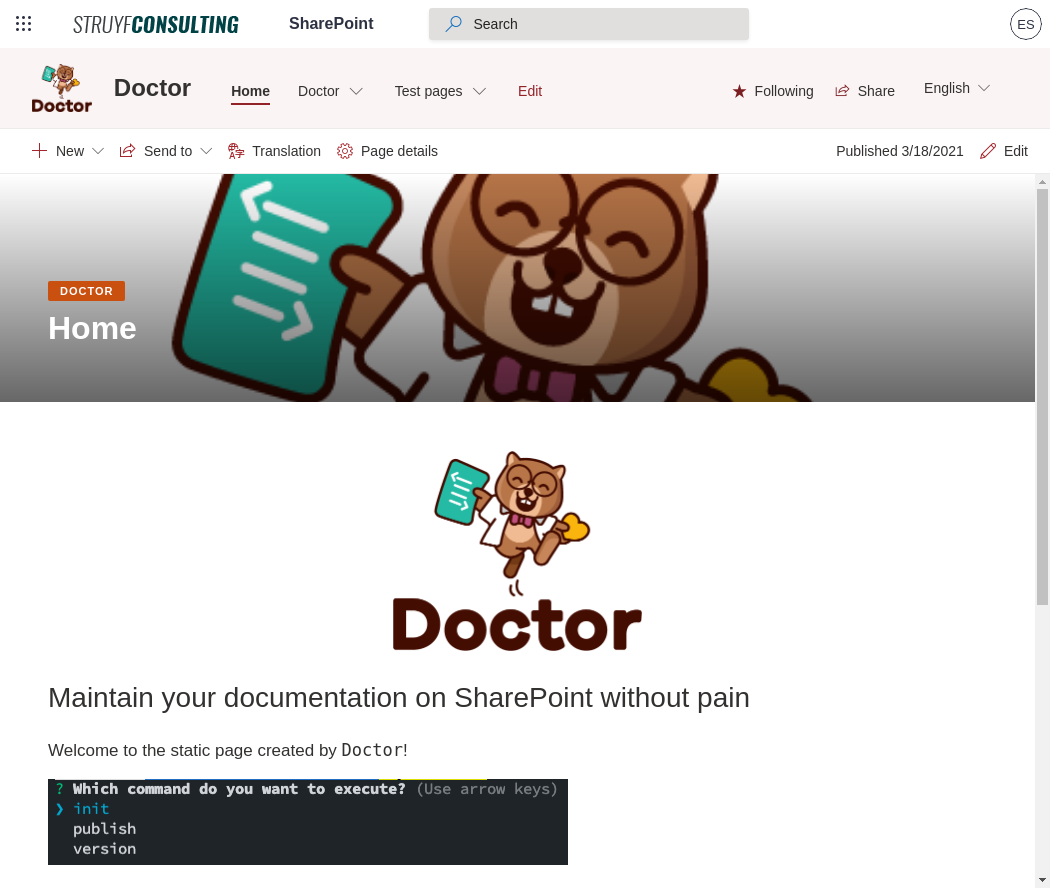 STRUYFCONSULTING SharePoint Search ES
Doctor Doctor Home Doctor Test pages Edit Following Share English
New Send to Translation Page details Published 3/18/2021 Edit
DOCTOR
Home
Doctor
Maintain your documentation on SharePoint without pain
Welcome to the static page created by Doctor!
? Which command do you want to execute? (Use arrow keys)
❯ init
publish
version